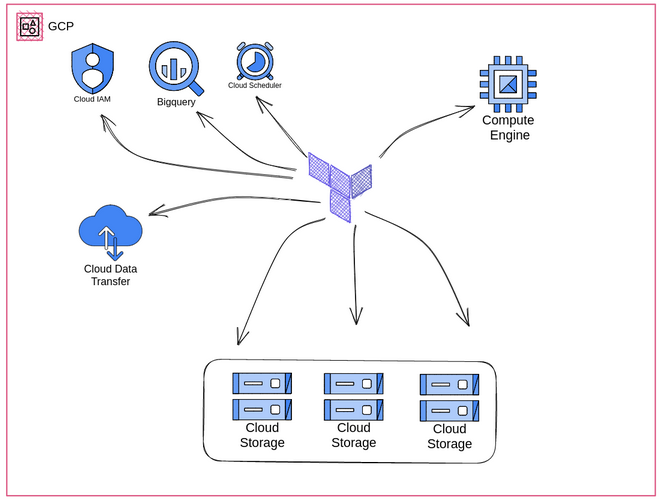 GCP
Cloud IAM
Bigquery
Cloud Scheduler
Compute
Engine
Cloud Data
Transfer
Cloud
Storage
Cloud
Storage
Cloud
Storage